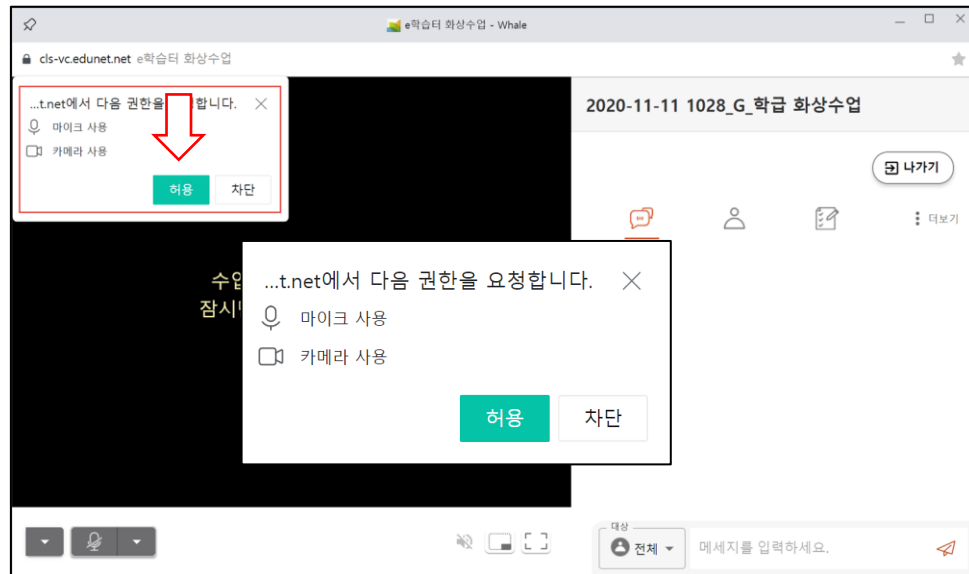 e학습터 화상수업 - Whale
cls-vc.edunet.net e학습터 화상수업
...t.net에서 다음 권한을 합니다.
마이크 사용
카메라 사용
허용 차단
2020-11-11 1028_G_학급 화상수업
나가기
더보기
...t.net에서 다음 권한을 요청합니다.
마이크 사용
카메라 사용
허용 차단
대상
전체
메세지를 입력하세요.